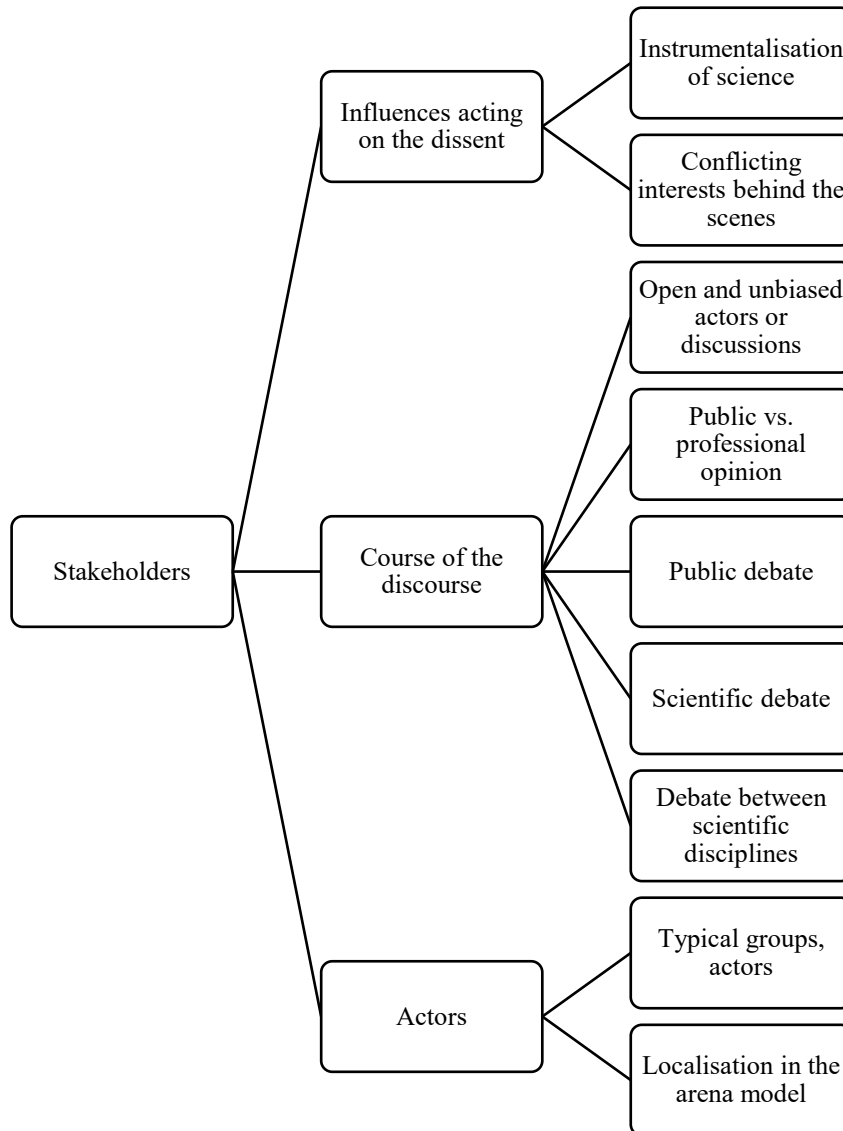 Stakeholders
Influences acting
on the dissent
Instrumentalisation
of science
Conflicting
interests behind the
scenes
Course of the
discourse
Open and unbiased
actors or
discussions
Public vs.
professional
opinion
Public debate
Scientific debate
Debate between
scientific
disciplines
Actors
Typical groups,
actors
Localisation in the
arena model